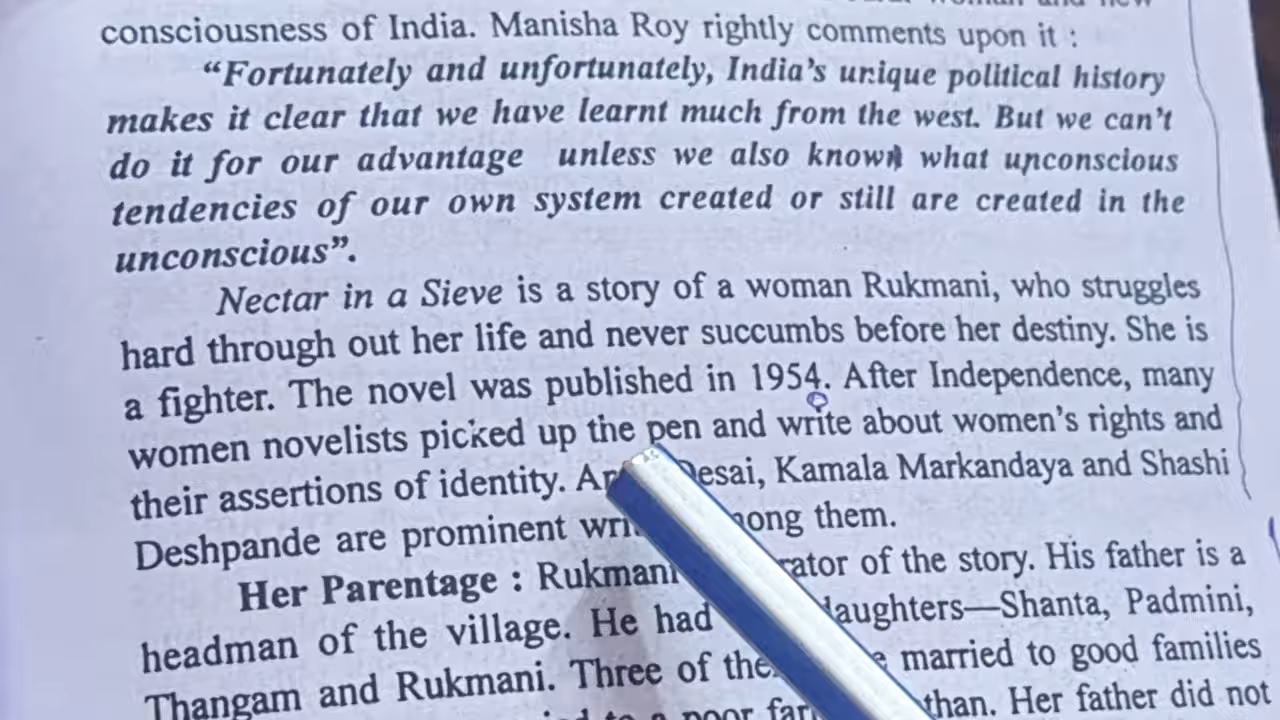 consciousness of India. Manisha Roy rightly comments upon it :
“Fortunately and unfortunately, India’s unique political history
makes it clear that we have learnt much from the west. But we can’t
do it for our advantage unless we also know what unconscious
tendencies of our own system created or still are created in the
unconscious”.
Nectar in a Sieve is a story of a woman Rukmani, who struggles
hard through out her life and never succumbs before her destiny. She is
a fighter. The novel was published in 1954. After Independence, many
women novelists picked up the pen and write about women’s rights and
their assertions of identity. Desai, Kamala Markandaya and Shashi
Deshpande are prominent among them.
Her Parentage : Rukmani of the story. His father is a
headman of the village. He had daughters—Shanta, Padmini,
Thangam and Rukmani. Three of married to good families
to a poor Her father did not